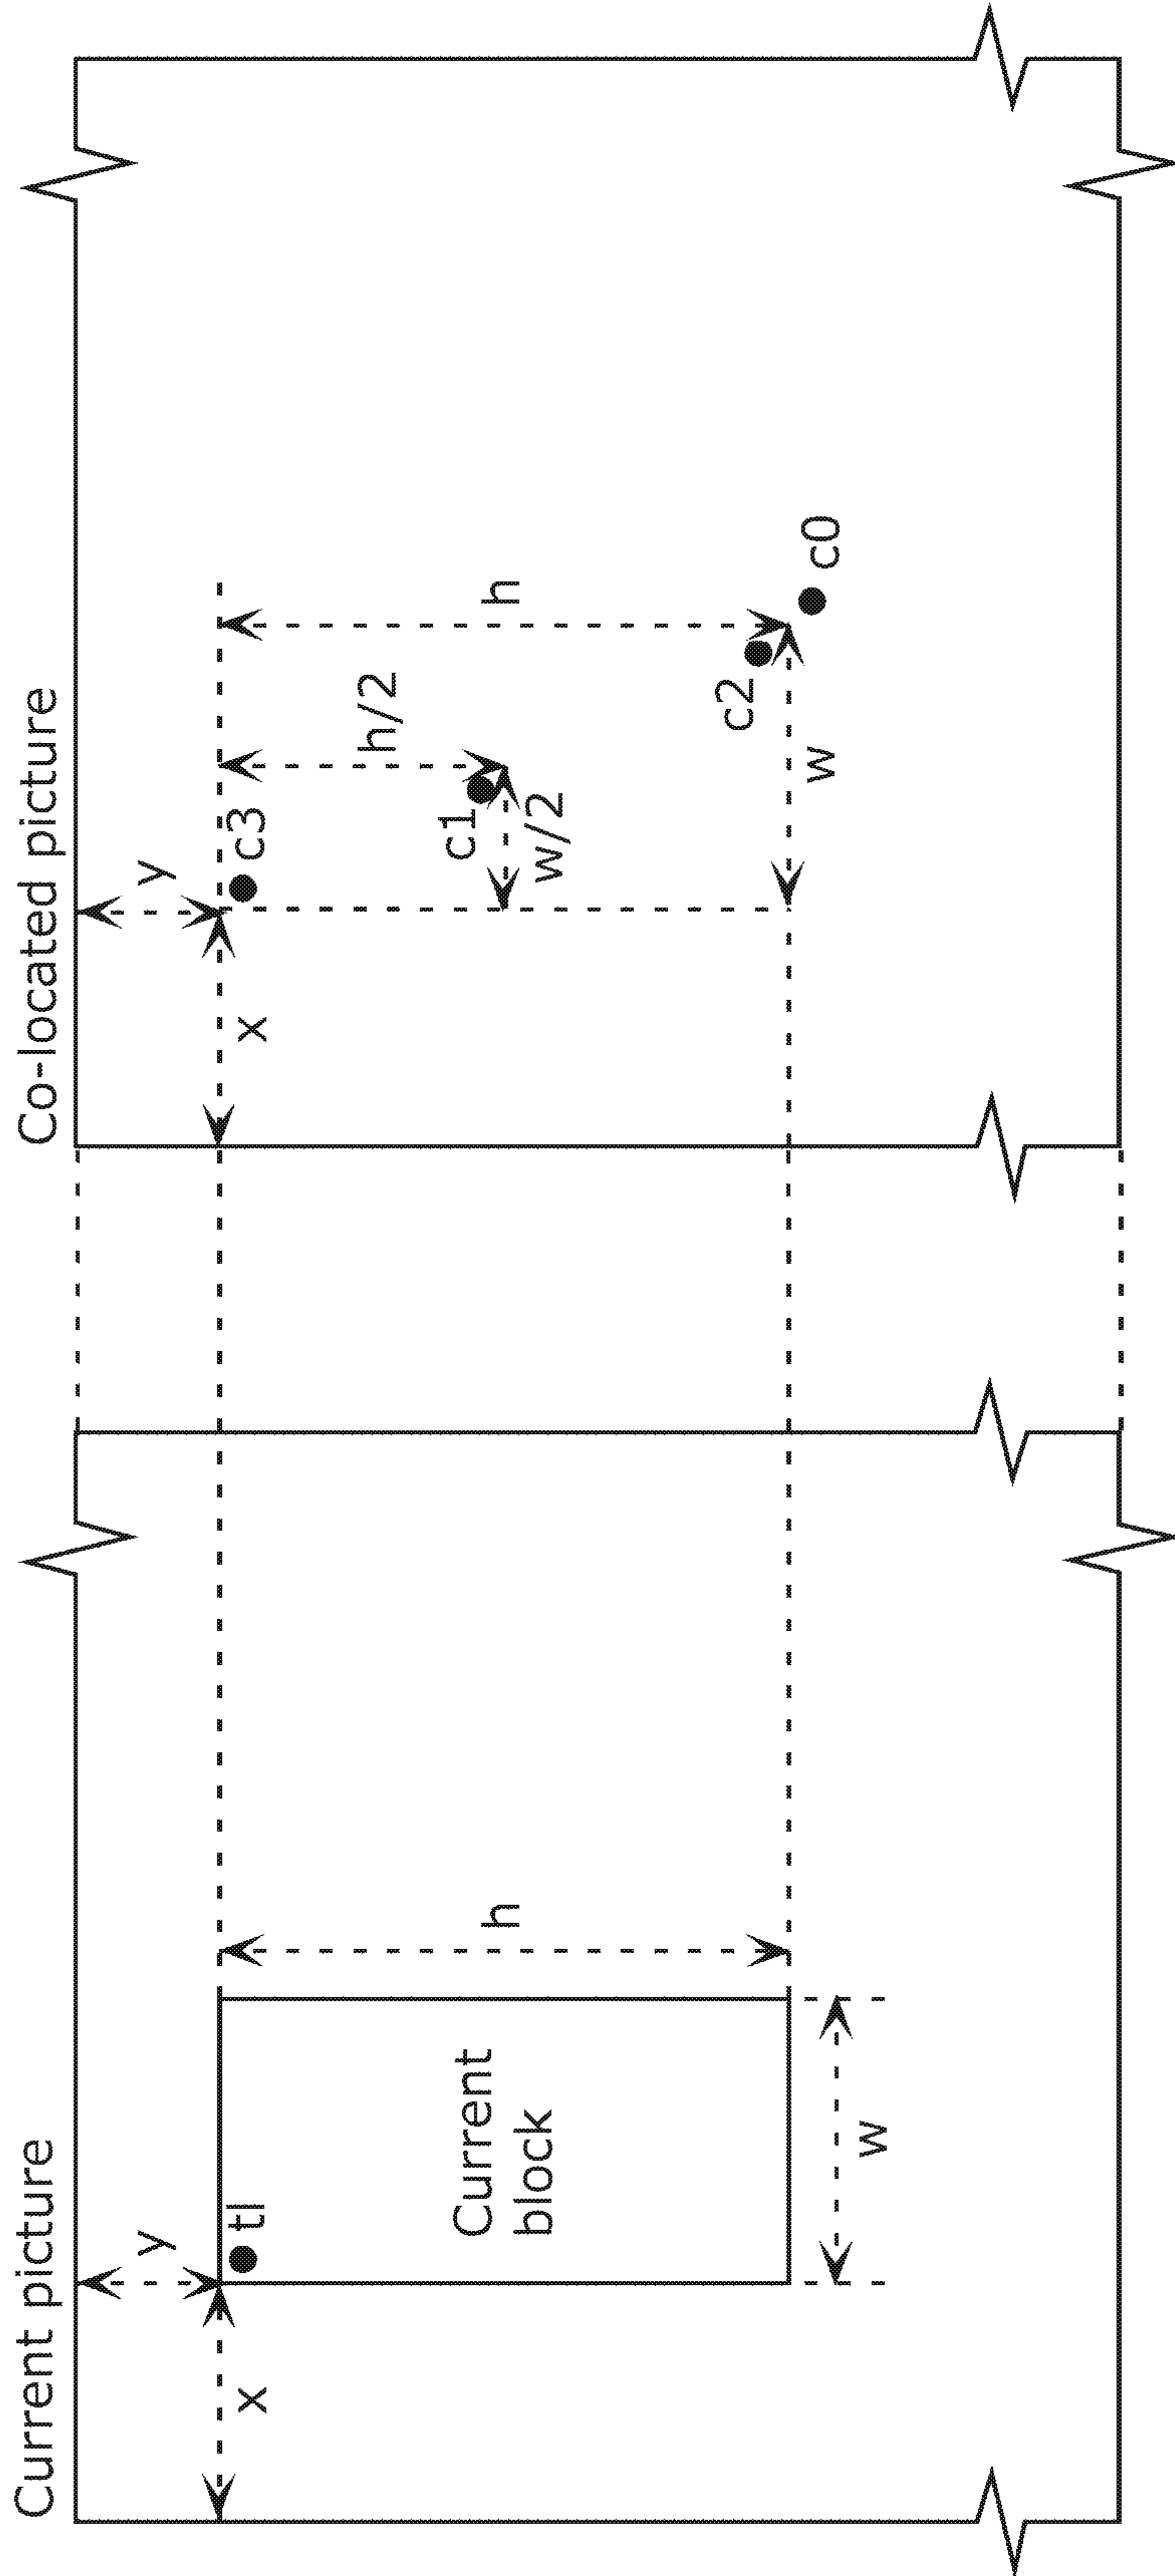 Current picture
Co-located picture
y
x
tl
Current
block
h
w
y
x
c3
h/2
c1
w/2
h
c2
w
c0